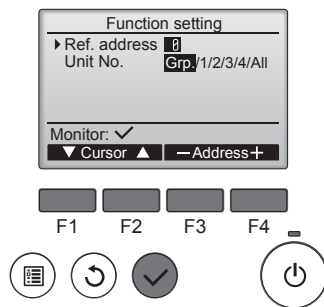 Function setting
Ref. address 0
Unit No. Grp./1/2/3/4/All
Monitor: ✓
▼ Cursor ▲ －Address＋
F1 F2 F3 F4